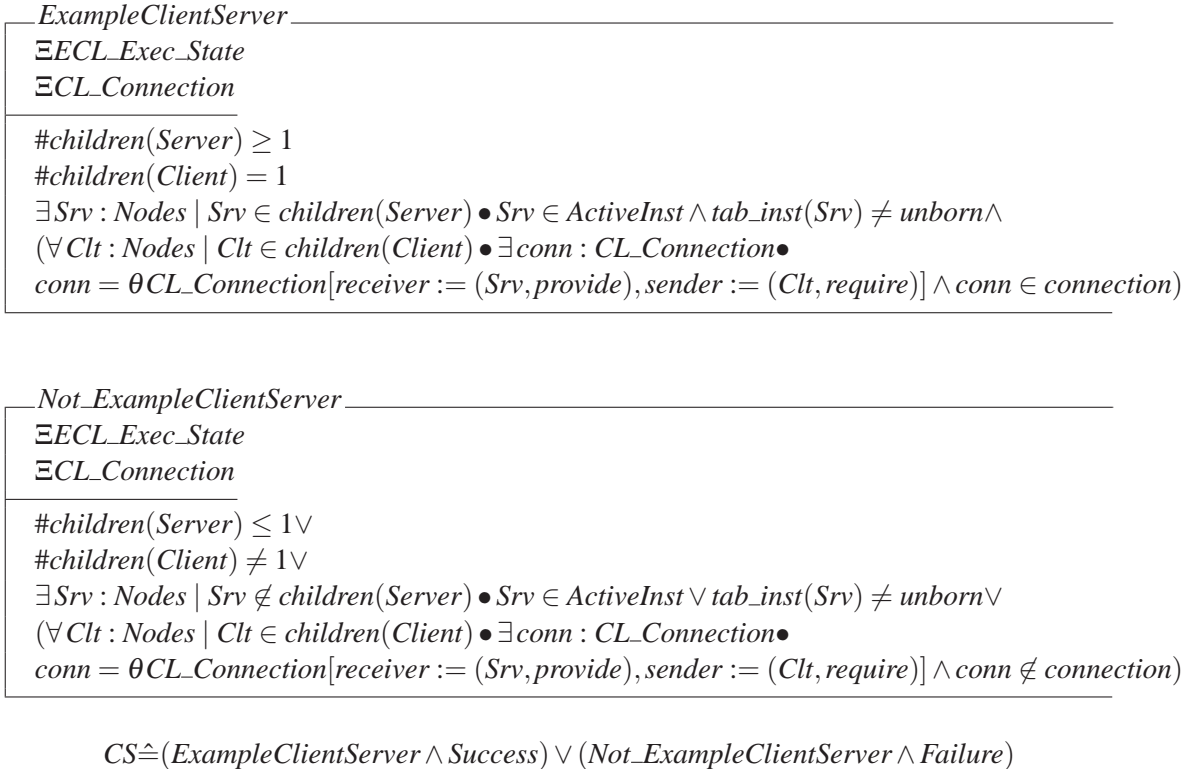 ExampleClientServer
ΞECL_Exec_State
ΞCL_Connection
#children(Server) ≥ 1
#children(Client) = 1
∃ Srv : Nodes | Srv ∈ children(Server) • Srv ∈ ActiveInst ∧ tab_inst(Srv) ≠ unborn∧
(∀ Clt : Nodes | Clt ∈ children(Client) • ∃ conn : CL_Connection•
conn = θCL_Connection[receiver := (Srv, provide), sender := (Clt, require)] ∧ conn ∈ connection)
Not_ExampleClientServer
ΞECL_Exec_State
ΞCL_Connection
#children(Server) ≤ 1∨
#children(Client) ≠ 1∨
∃ Srv : Nodes | Srv ∉ children(Server) • Srv ∈ ActiveInst ∨ tab_inst(Srv) ≠ unborn∨
(∀ Clt : Nodes | Clt ∈ children(Client) • ∃ conn : CL_Connection•
conn = θCL_Connection[receiver := (Srv, provide), sender := (Clt, require)] ∧ conn ∉ connection)
CS≙(ExampleClientServer ∧ Success) ∨ (Not_ExampleClientServer ∧ Failure)